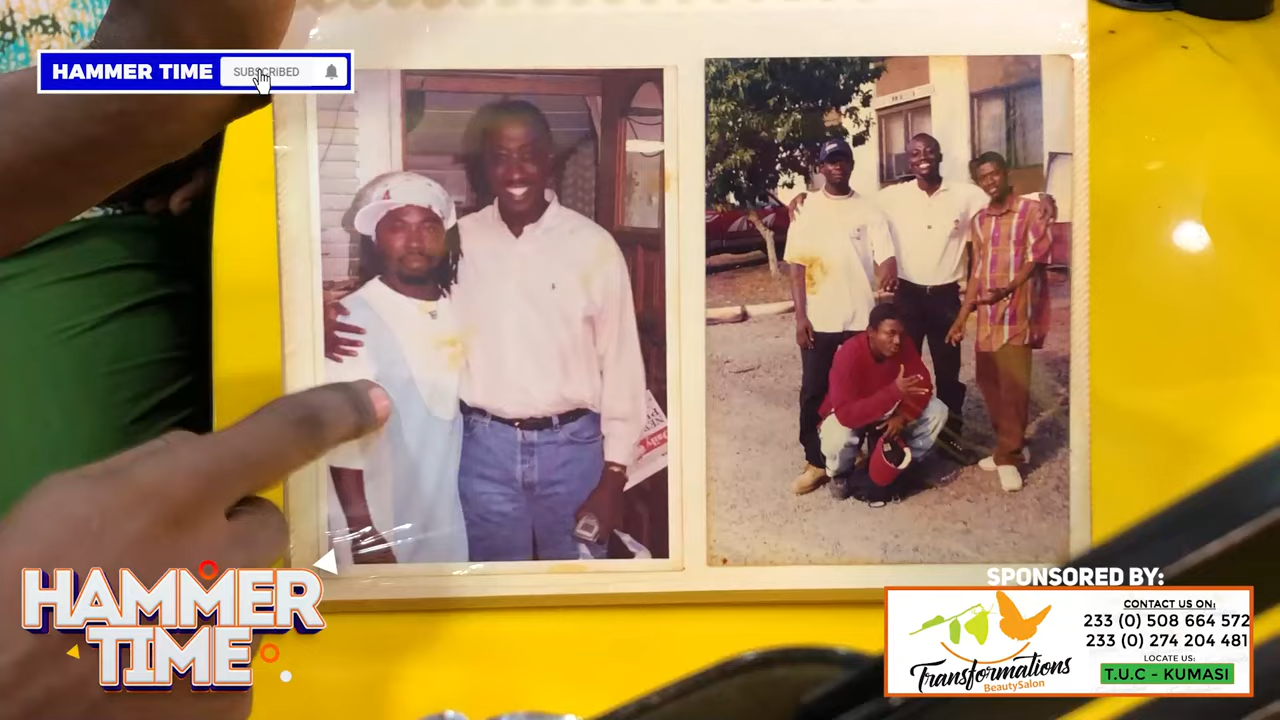 HAMMER TIME
SUBSCRIBED
HAMMER
TIME
SPONSORED BY:
Transformations
BeautySalon
CONTACT US ON:
233 (0) 508 664 572
233 (0) 274 204 481
LOCATE US:
T.U.C - KUMASI